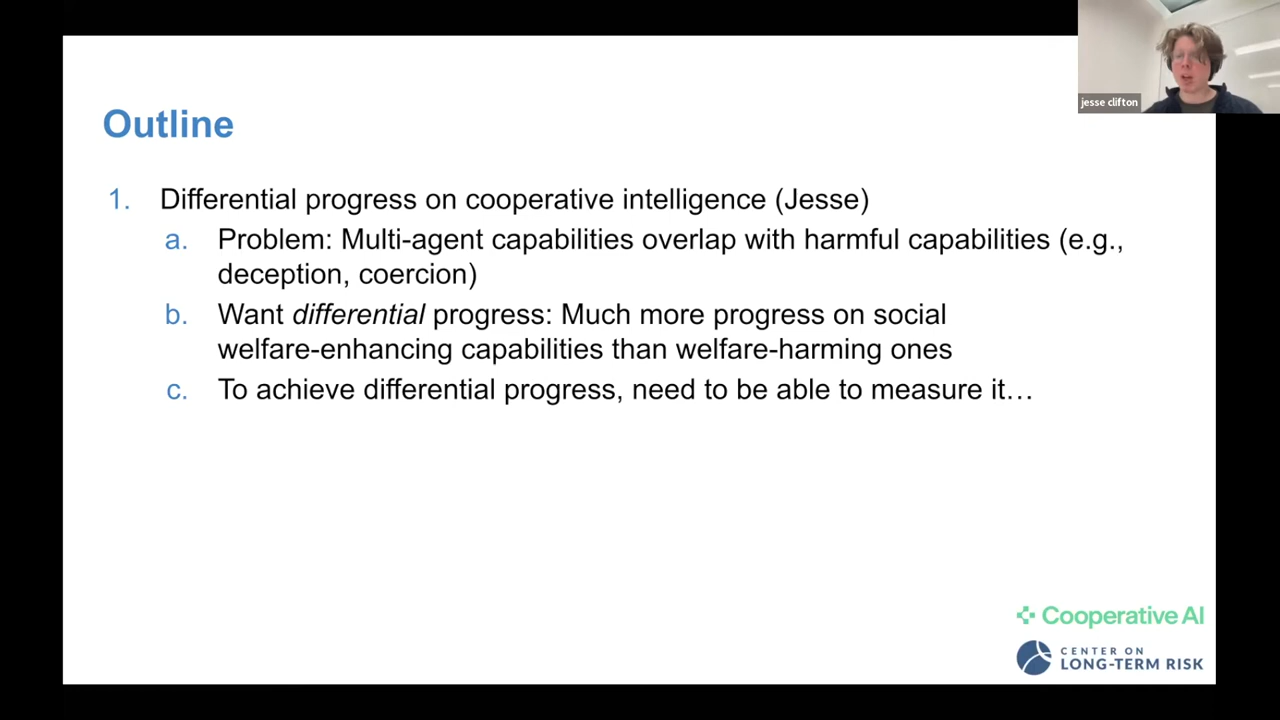 jesse clifton
Outline
1. Differential progress on cooperative intelligence (Jesse)
a. Problem: Multi-agent capabilities overlap with harmful capabilities (e.g.,
deception, coercion)
b. Want differential progress: Much more progress on social
welfare-enhancing capabilities than welfare-harming ones
c. To achieve differential progress, need to be able to measure it…
Cooperative AI
CENTER ON
LONG-TERM RISK